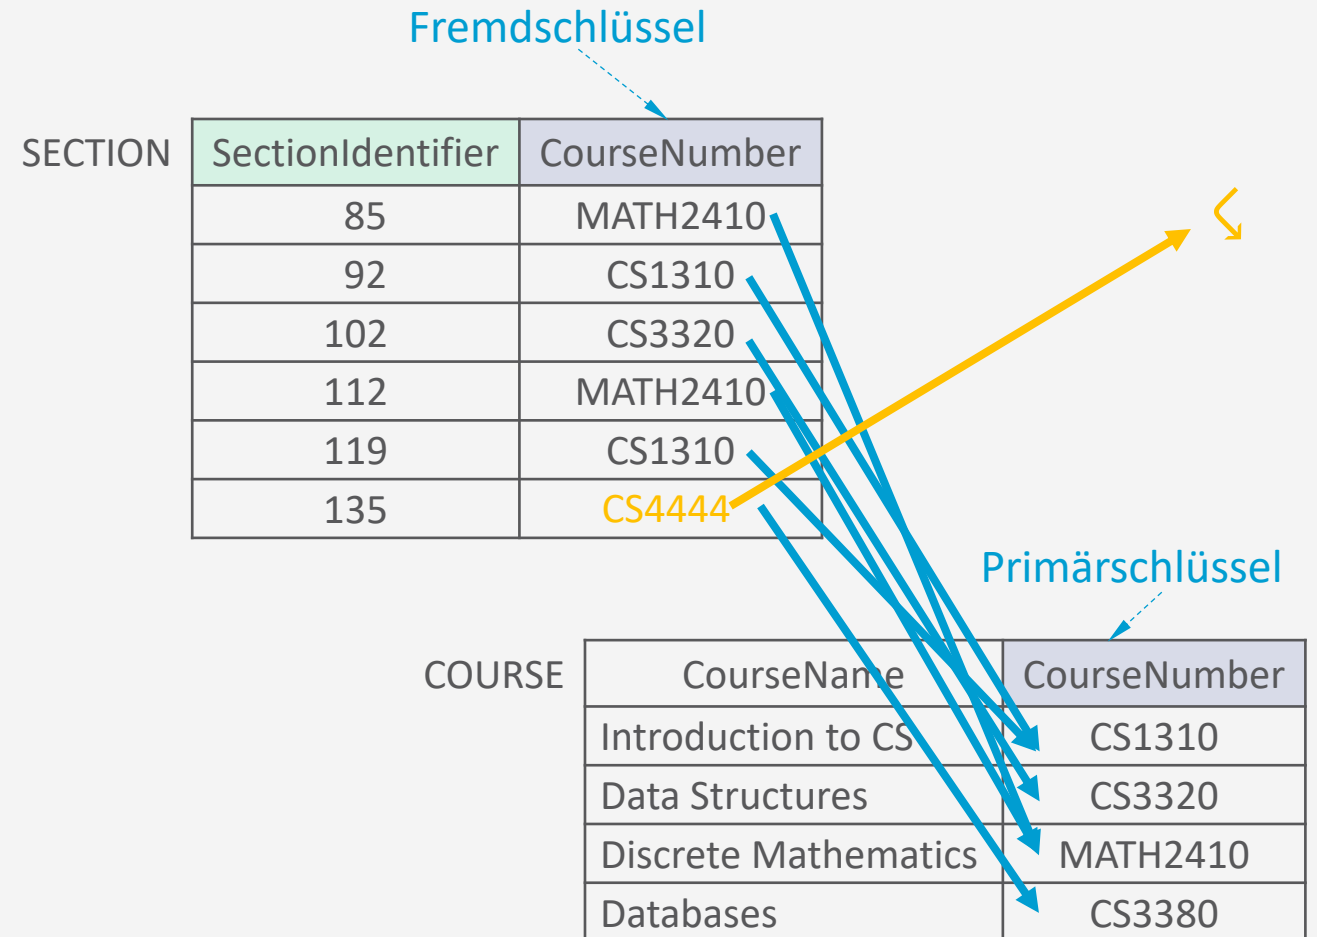 Fremdschlüssel
SECTION SectionIdentifier CourseNumber
85 MATH2410
92 CS1310
102 CS3320
112 MATH2410
119 CS1310
135 CS4444
Primärschlüssel
COURSE CourseName CourseNumber
Introduction to CS CS1310
Data Structures CS3320
Discrete Mathematics MATH2410
Databases CS3380